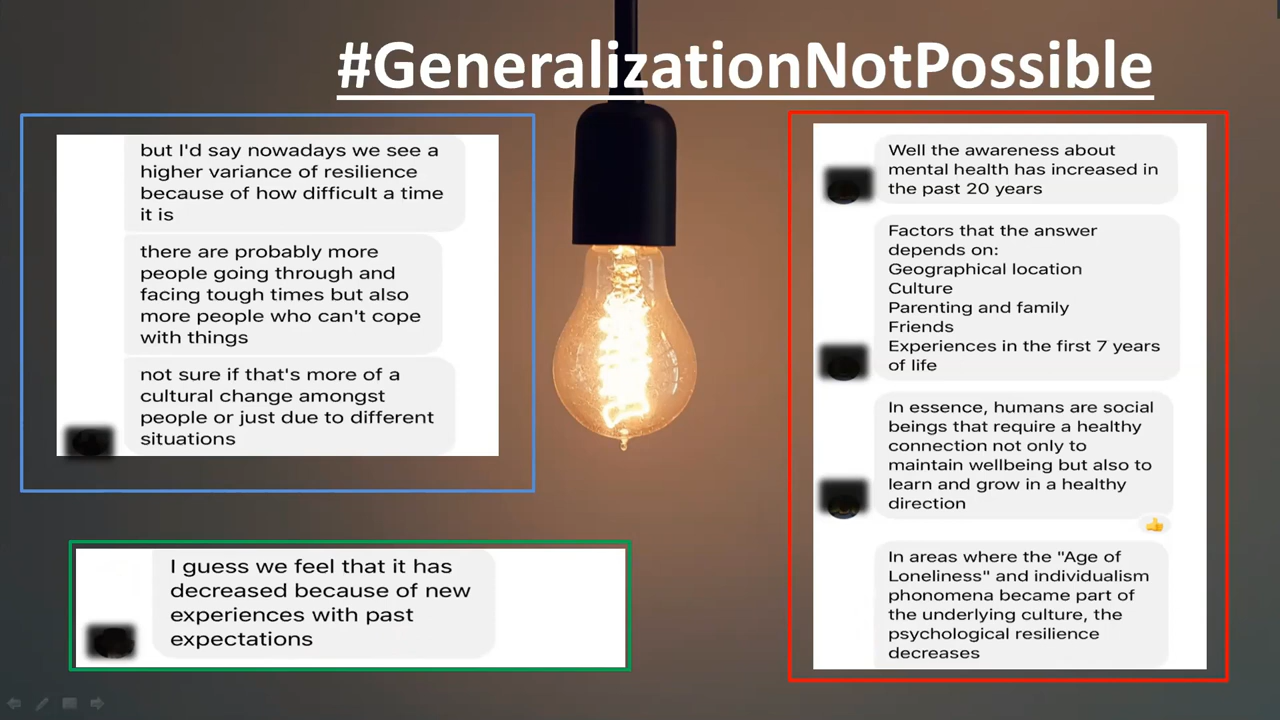 #GeneralizationNotPossible
but I'd say nowadays we see a
higher variance of resilience
because of how difficult a time
it is
there are probably more
people going through and
facing tough times but also
more people who can't cope
with things
not sure if that's more of a
cultural change amongst
people or just due to different
situations
I guess we feel that it has
decreased because of new
experiences with past
expectations
Well the awareness about
mental health has increased in
the past 20 years
Factors that the answer
depends on:
Geographical location
Culture
Parenting and family
Friends
Experiences in the first 7 years
of life
In essence, humans are social
beings that require a healthy
connection not only to
maintain wellbeing but also to
learn and grow in a healthy
direction
In areas where the "Age of
Loneliness" and individualism
phonomena became part of
the underlying culture, the
psychological resilience
decreases